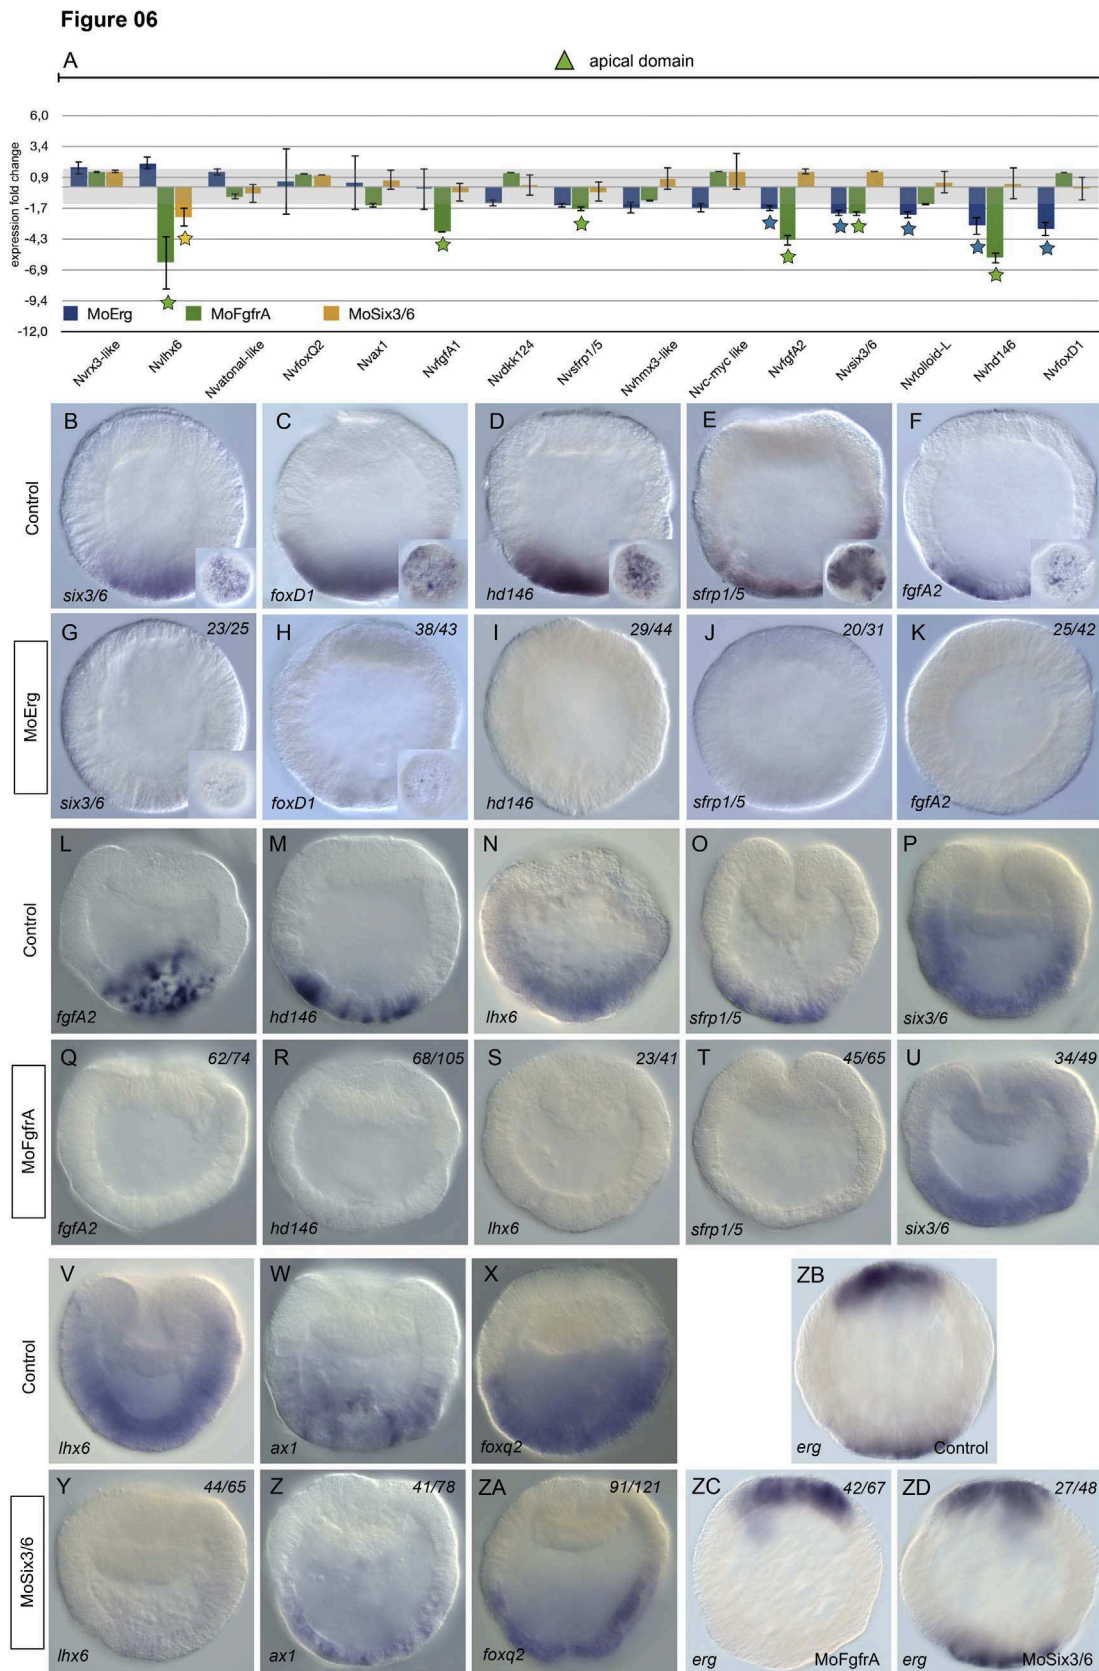 Figure 06
A
apical domain
expression fold change
6,0
3,4
0,9
-1,7
-4,3
-6,9
-9,4
-12,0
MoErg MoFgfrA MoSix3/6
Nvrx3-like Nvlhx6 Nvatonal-like NvfoxQ2 Nvax1 NvfgfA1 Nvdkk124 Nvsfrp1/5 Nvhmx3-like Nvc-myc like NvfgfA2 Nvsix3/6 Nvtolloid-L Nvhd146 NvfoxD1
Control
B C D E F
six3/6 foxD1 hd146 sfrp1/5 fgfA2
MoErg
G 23/25 H 38/43 I 29/44 J 20/31 K 25/42
six3/6 foxD1 hd146 sfrp1/5 fgfA2
Control
L M N O P
fgfA2 hd146 lhx6 sfrp1/5 six3/6
MoFgfrA
Q 62/74 R 68/105 S 23/41 T 45/65 U 34/49
fgfA2 hd146 lhx6 sfrp1/5 six3/6
Control
V W X ZB
lhx6 ax1 foxq2 erg Control
MoSix3/6
Y 44/65 Z 41/78 ZA 91/121 ZC 42/67 ZD 27/48
lhx6 ax1 foxq2 erg MoFgfrA erg MoSix3/6